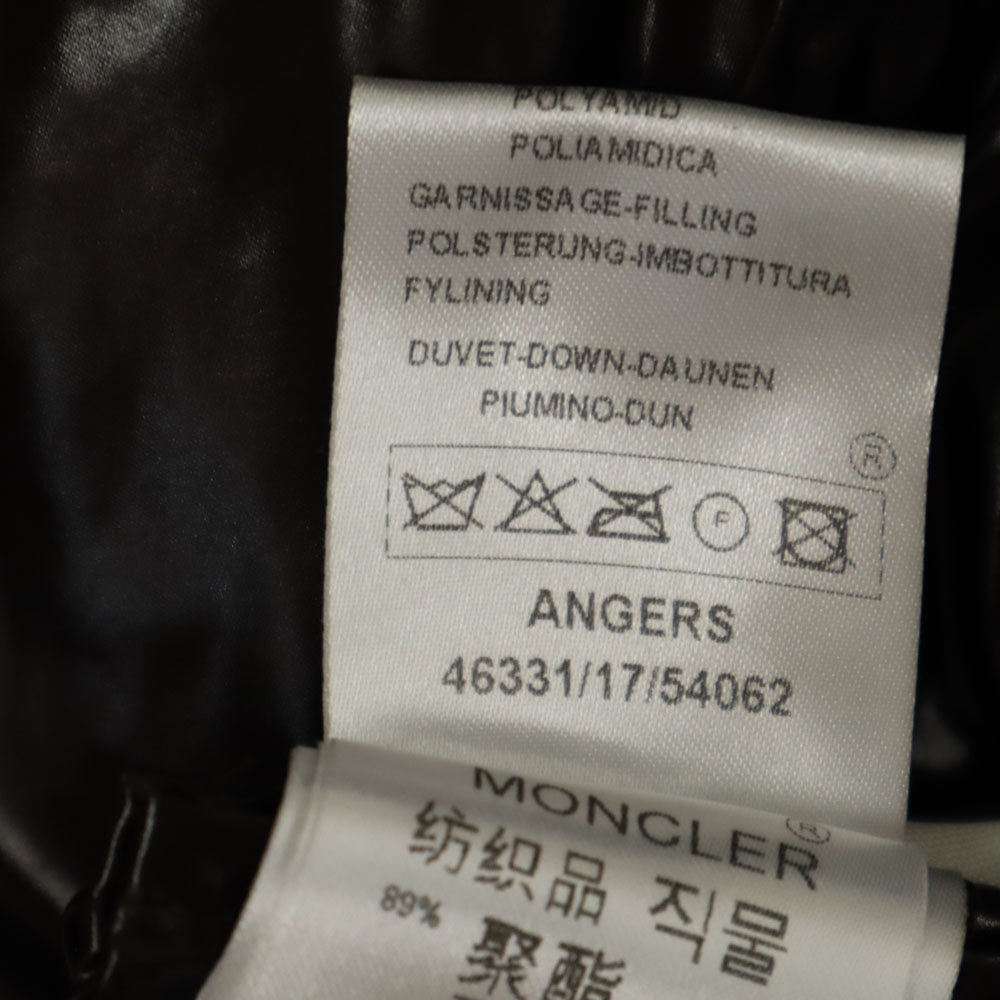 POLYAMID
POLIAMIDICA
GARNISSAGE-FILLING
POLSTERUNG-IMBOTTITURA
FYLINING
DUVET-DOWN-DAUNEN
PIUMINO-DUN
®
F
ANGERS
46331/17/54062
MONCLER®
纺织品 직물
89%
聚酯